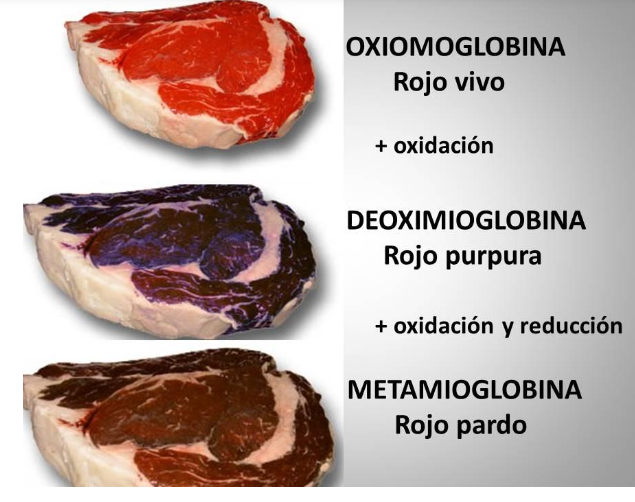 OXIOMOGLOBINA
Rojo vivo
+ oxidación
DEOXIMIOGLOBINA
Rojo purpura
+ oxidación y reducción
METAMIOGLOBINA
Rojo pardo